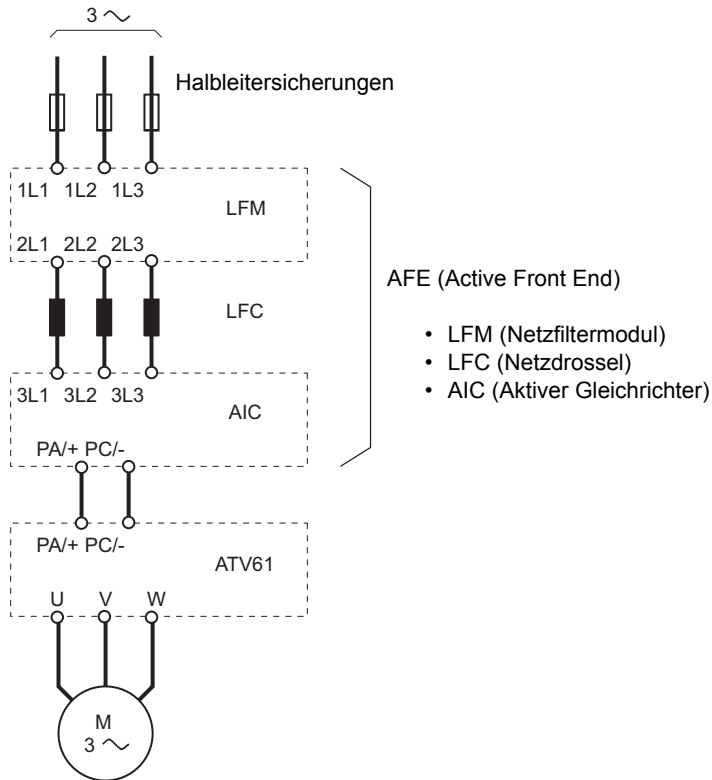 3 ∼
Halbleitersicherungen
1L1 1L2 1L3
LFM
2L1 2L2 2L3
LFC
3L1 3L2 3L3
AIC
PA/+ PC/-
AFE (Active Front End)
• LFM (Netzfiltermodul)
• LFC (Netzdrossel)
• AIC (Aktiver Gleichrichter)
PA/+ PC/-
ATV61
U V W
M
3 ∼